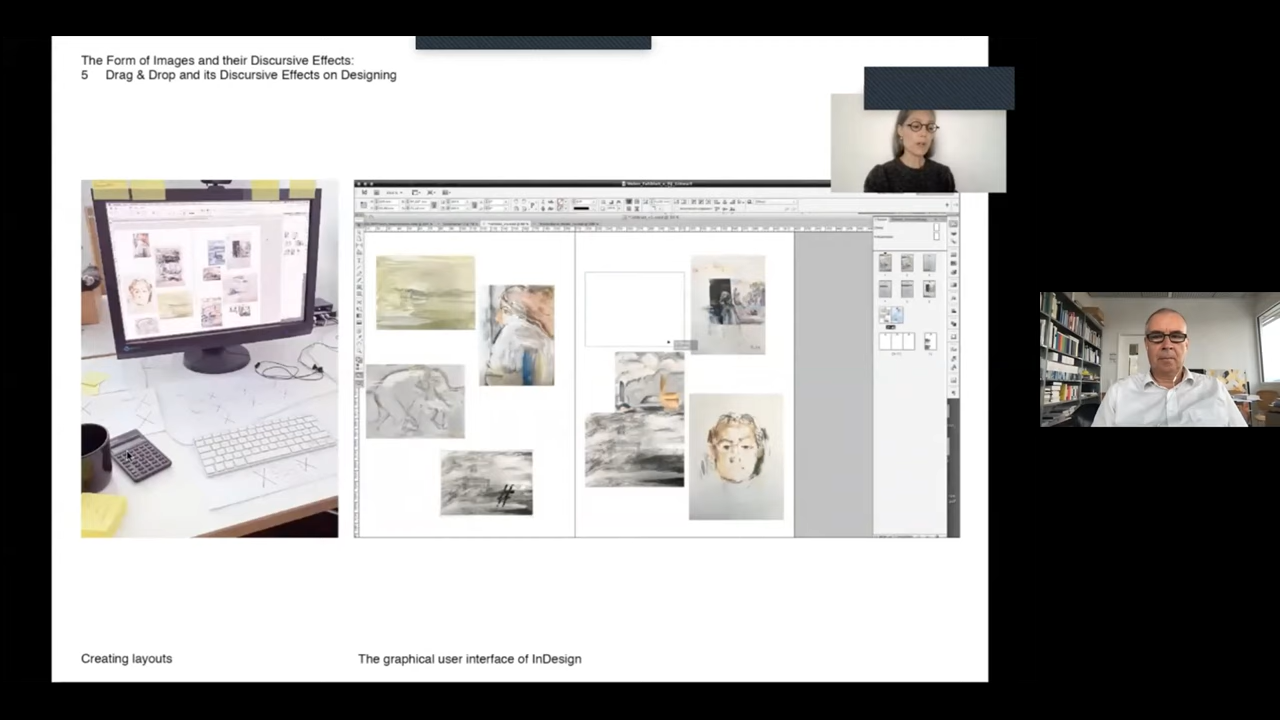 The Form of Images and their Discursive Effects:
5 Drag & Drop and its Discursive Effects on Designing
Creating layouts
The graphical user interface of InDesign